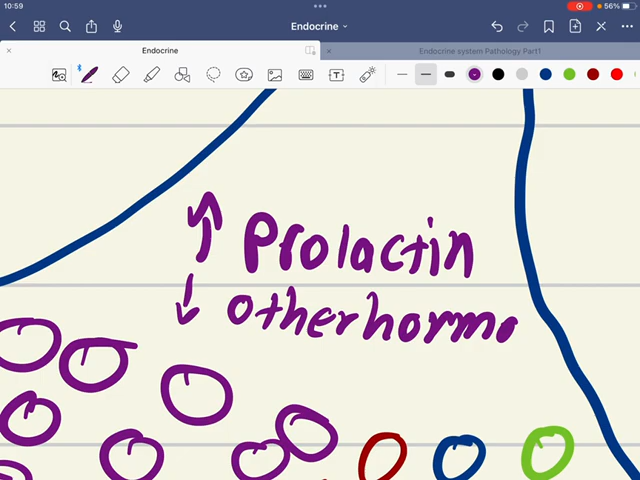 10:59
56%
Endocrine
Endocrine
Endocrine system Pathology Part1
↑ Prolactin
↓ otherhormo